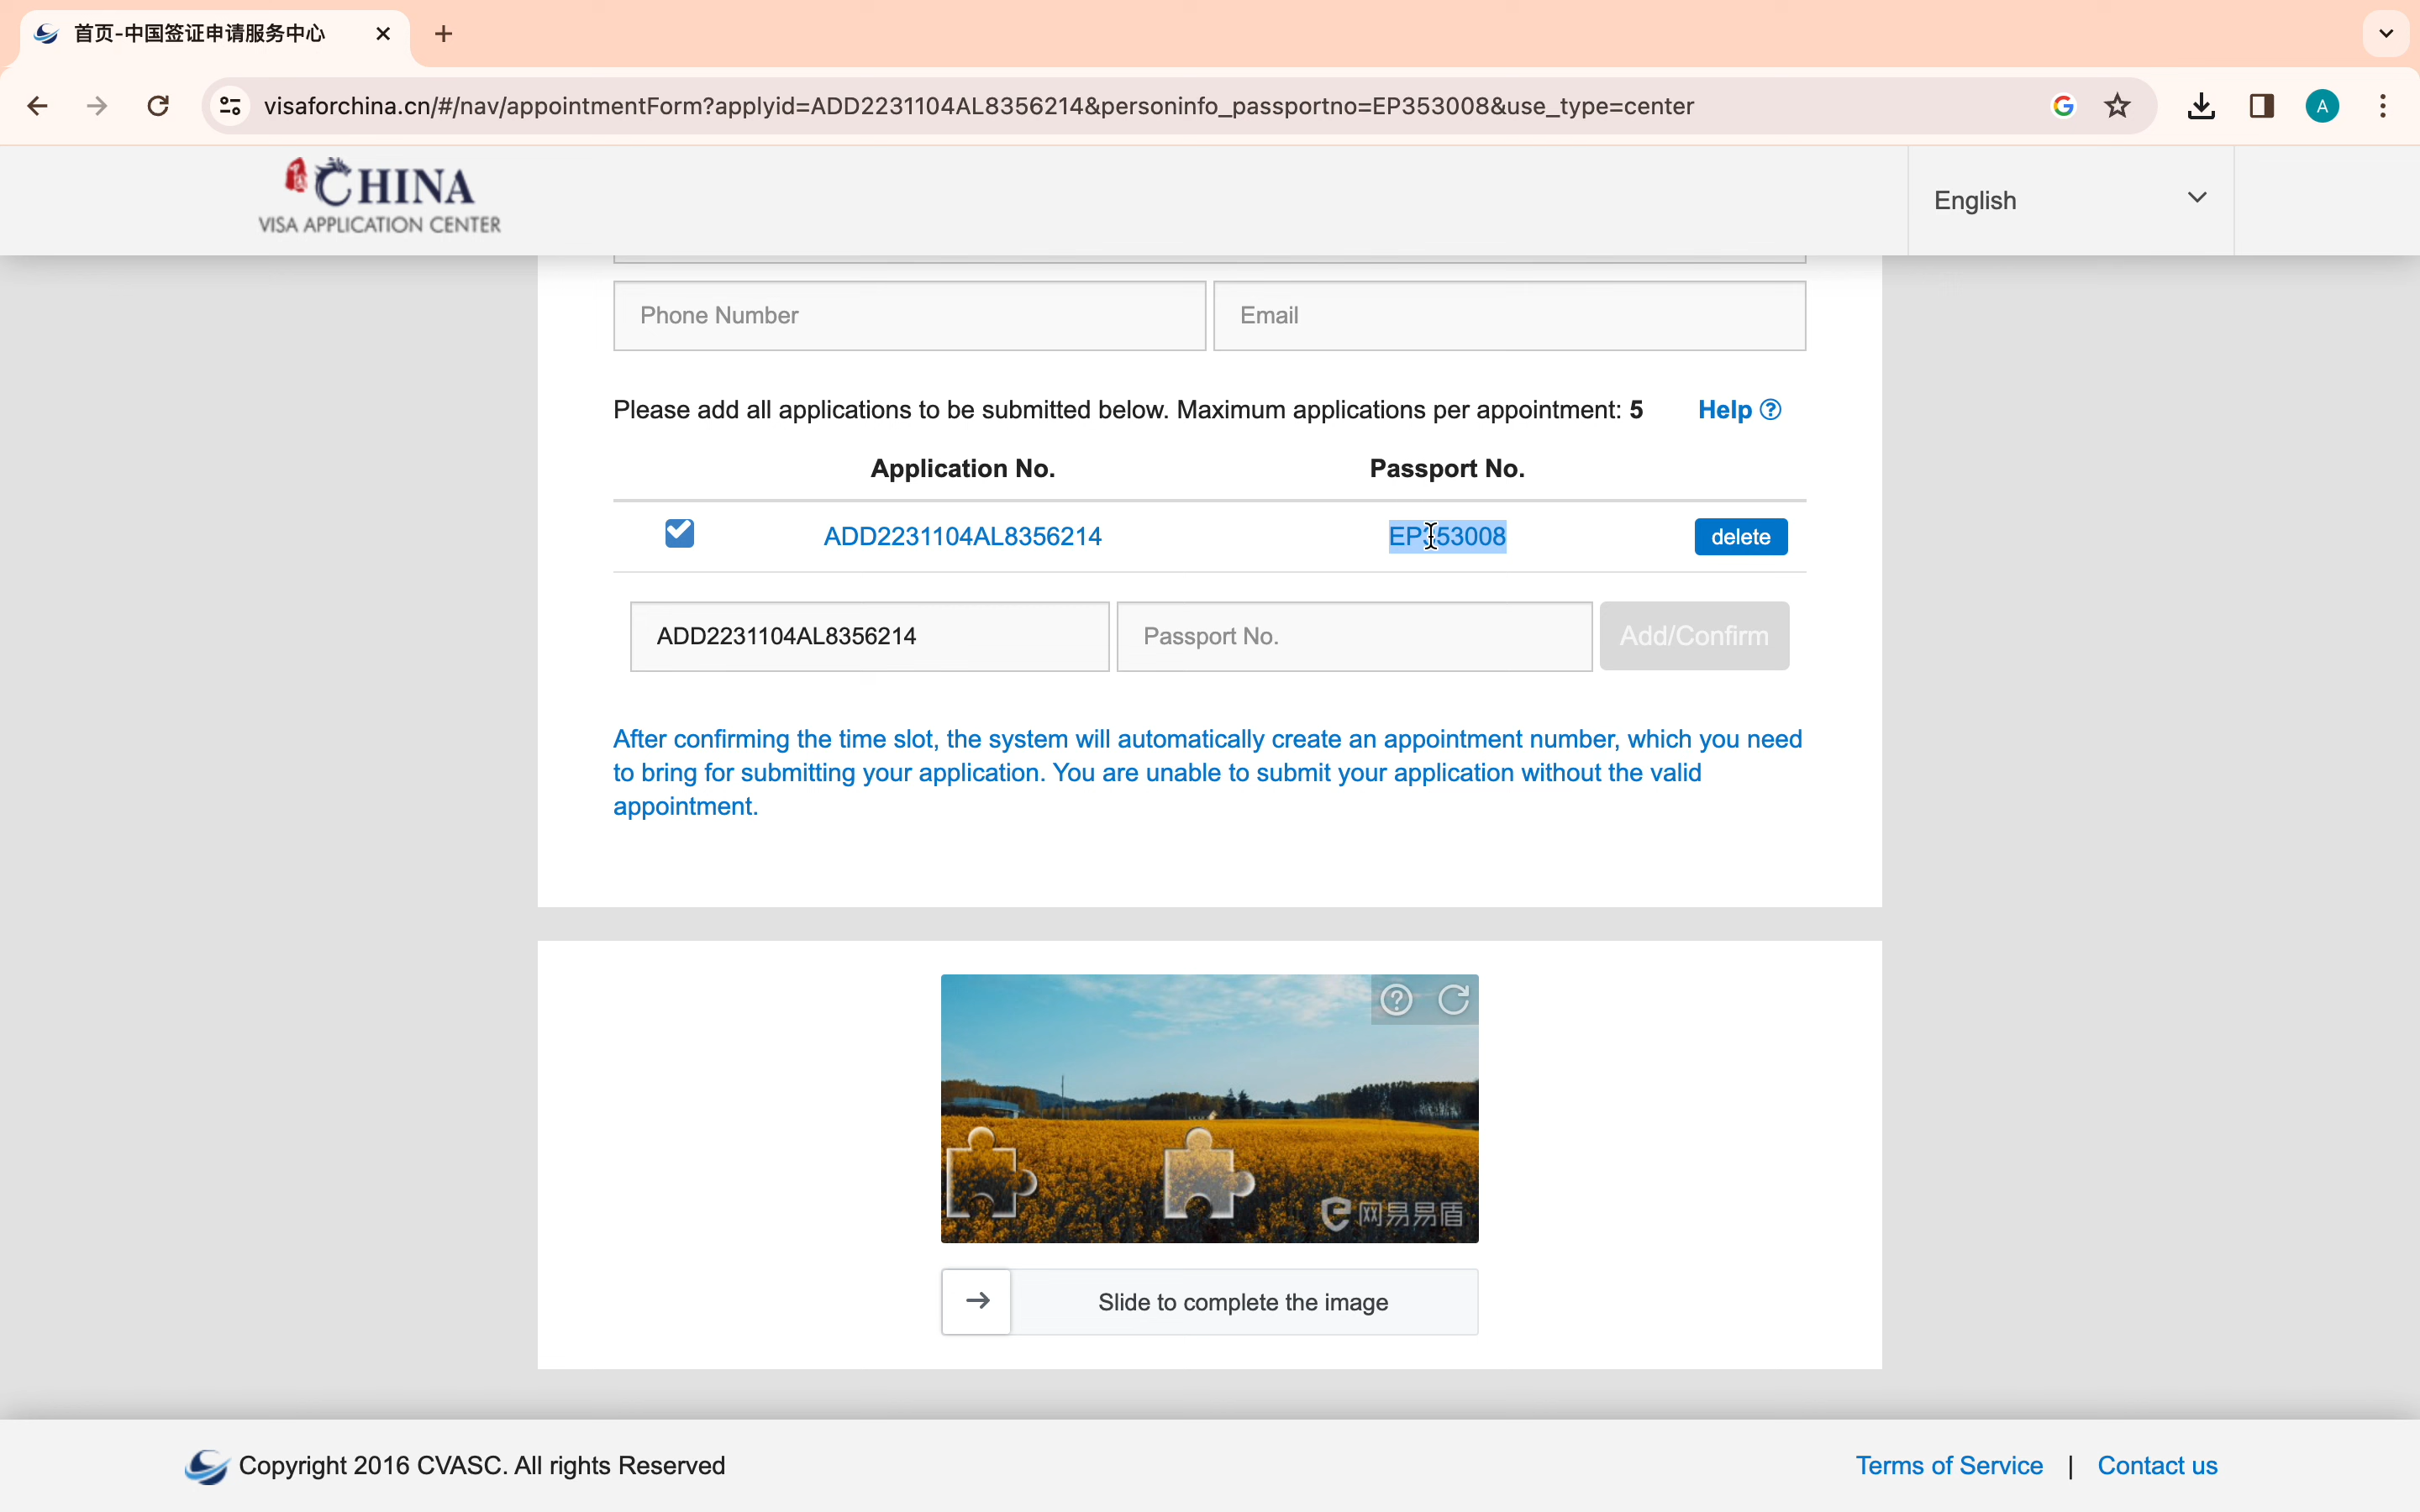 首页-中国签证申请服务中心
visaforchina.cn/#/nav/appointmentForm?applyid=ADD2231104AL8356214&personinfo_passportno=EP353008&use_type=center
A
CHINA
VISA APPLICATION CENTER
English
Phone Number
Email
Please add all applications to be submitted below. Maximum applications per appointment: 5
Help
Application No.
Passport No.
ADD2231104AL8356214
EP353008
delete
ADD2231104AL8356214
Passport No.
Add/Confirm
After confirming the time slot, the system will automatically create an appointment number, which you need
to bring for submitting your application. You are unable to submit your application without the valid
appointment.
网易易盾
Slide to complete the image
Copyright 2016 CVASC. All rights Reserved
Terms of Service | Contact us